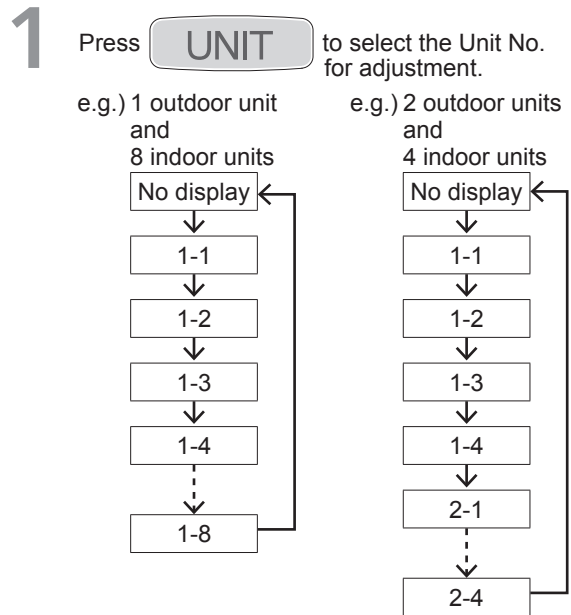 1
Press UNIT to select the Unit No.
for adjustment.
e.g.) 1 outdoor unit
and
8 indoor units
No display
1-1
1-2
1-3
1-4
1-8
e.g.) 2 outdoor units
and
4 indoor units
No display
1-1
1-2
1-3
1-4
2-1
2-4